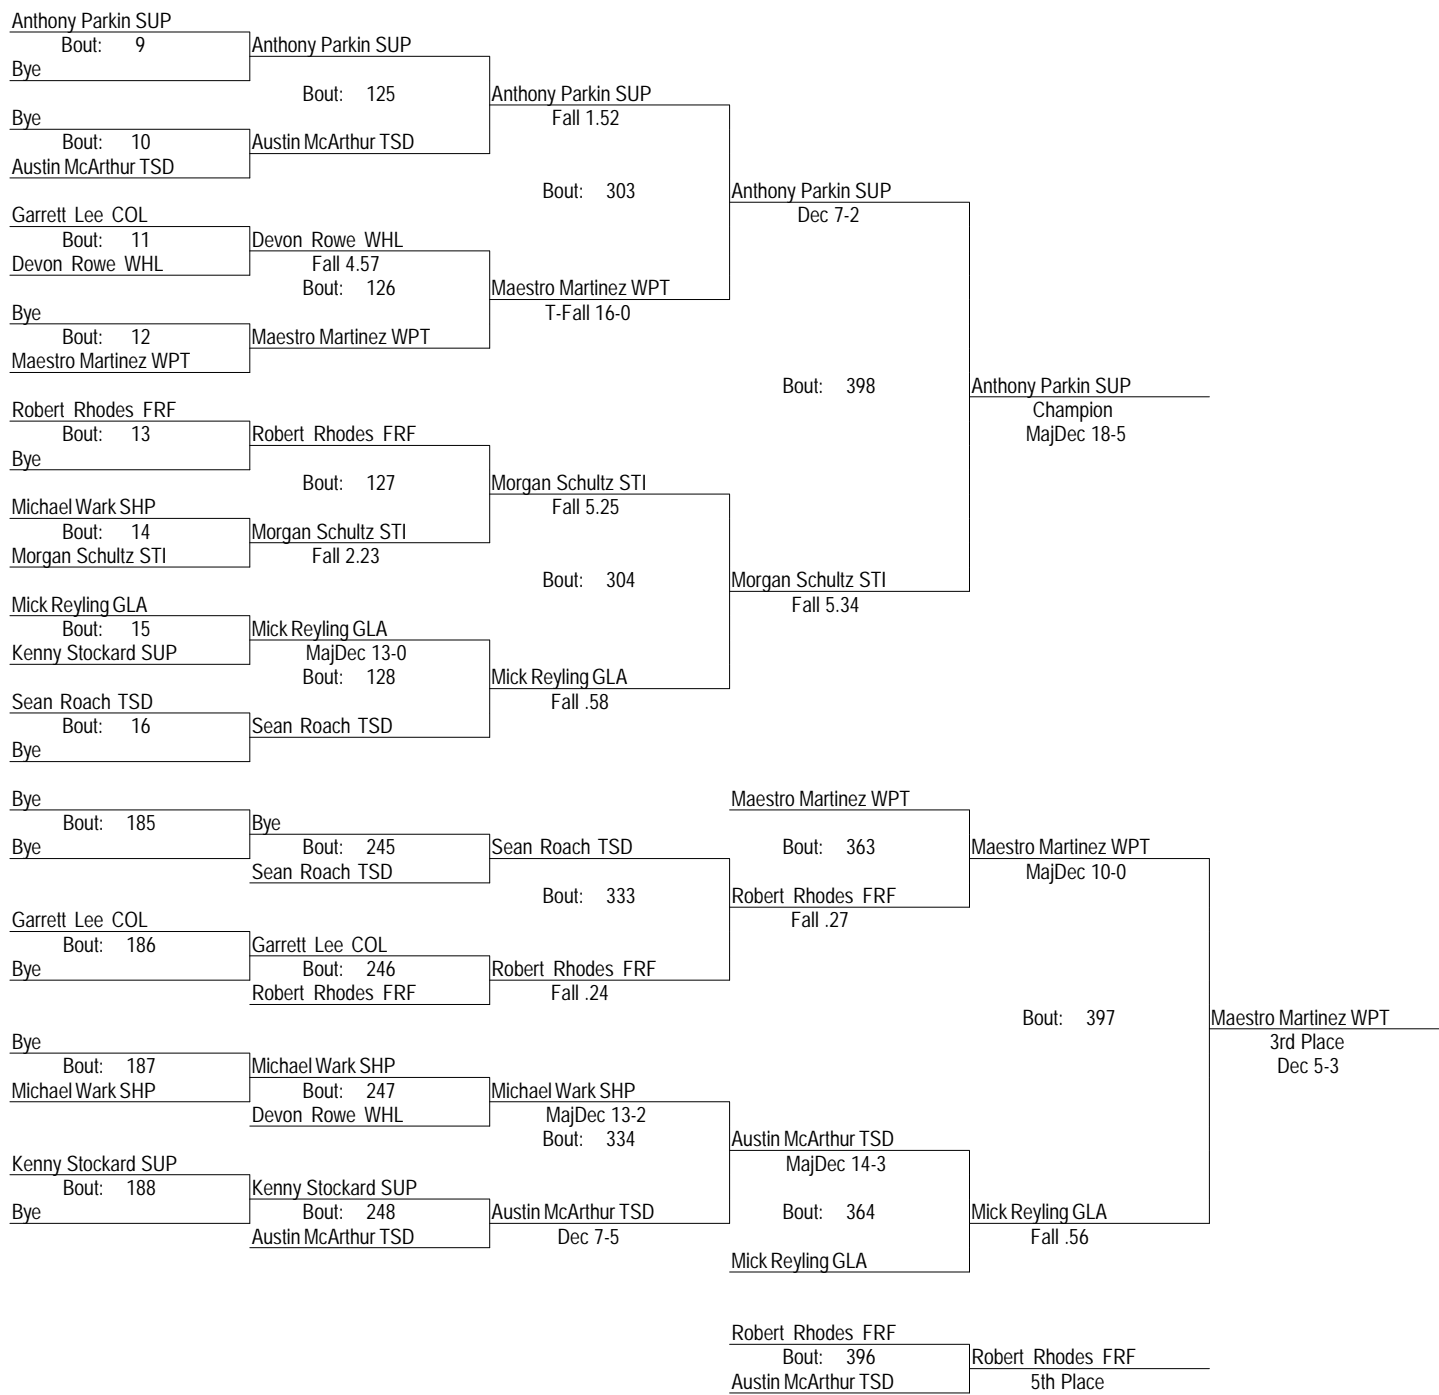 Anthony Parkin SUP
Bout: 9
Anthony Parkin SUP
Bye
Bout: 125
Anthony Parkin SUP
Bye
Fall 1.52
Bout: 10
Austin McArthur TSD
Austin McArthur TSD
Bout: 303
Anthony Parkin SUP
Garrett Lee COL
Dec 7-2
Bout: 11
Devon Rowe WHL
Devon Rowe WHL
Fall 4.57
Bout: 126
Maestro Martinez WPT
Bye
T-Fall 16-0
Bout: 12
Maestro Martinez WPT
Maestro Martinez WPT
Bout: 398
Anthony Parkin SUP
Robert Rhodes FRF
Champion
Bout: 13
Robert Rhodes FRF
MajDec 18-5
Bye
Bout: 127
Morgan Schultz STI
Michael Wark SHP
Fall 5.25
Bout: 14
Morgan Schultz STI
Morgan Schultz STI
Fall 2.23
Bout: 304
Morgan Schultz STI
Mick Reyling GLA
Fall 5.34
Bout: 15
Mick Reyling GLA
Kenny Stockard SUP
MajDec 13-0
Bout: 128
Mick Reyling GLA
Sean Roach TSD
Fall .58
Bout: 16
Sean Roach TSD
Bye
Bye
Maestro Martinez WPT
Bout: 185
Bye
Bye
Bout: 245
Sean Roach TSD
Bout: 363
Maestro Martinez WPT
Sean Roach TSD
MajDec 10-0
Bout: 333
Robert Rhodes FRF
Garrett Lee COL
Fall .27
Bout: 186
Garrett Lee COL
Bye
Bout: 246
Robert Rhodes FRF
Robert Rhodes FRF
Fall .24
Bout: 397
Maestro Martinez WPT
Bye
3rd Place
Bout: 187
Michael Wark SHP
Dec 5-3
Michael Wark SHP
Bout: 247
Michael Wark SHP
Devon Rowe WHL
MajDec 13-2
Bout: 334
Austin McArthur TSD
Kenny Stockard SUP
MajDec 14-3
Bout: 188
Kenny Stockard SUP
Bye
Bout: 248
Austin McArthur TSD
Bout: 364
Mick Reyling GLA
Austin McArthur TSD
Dec 7-5
Fall .56
Mick Reyling GLA
Robert Rhodes FRF
Bout: 396
Robert Rhodes FRF
Austin McArthur TSD
5th Place